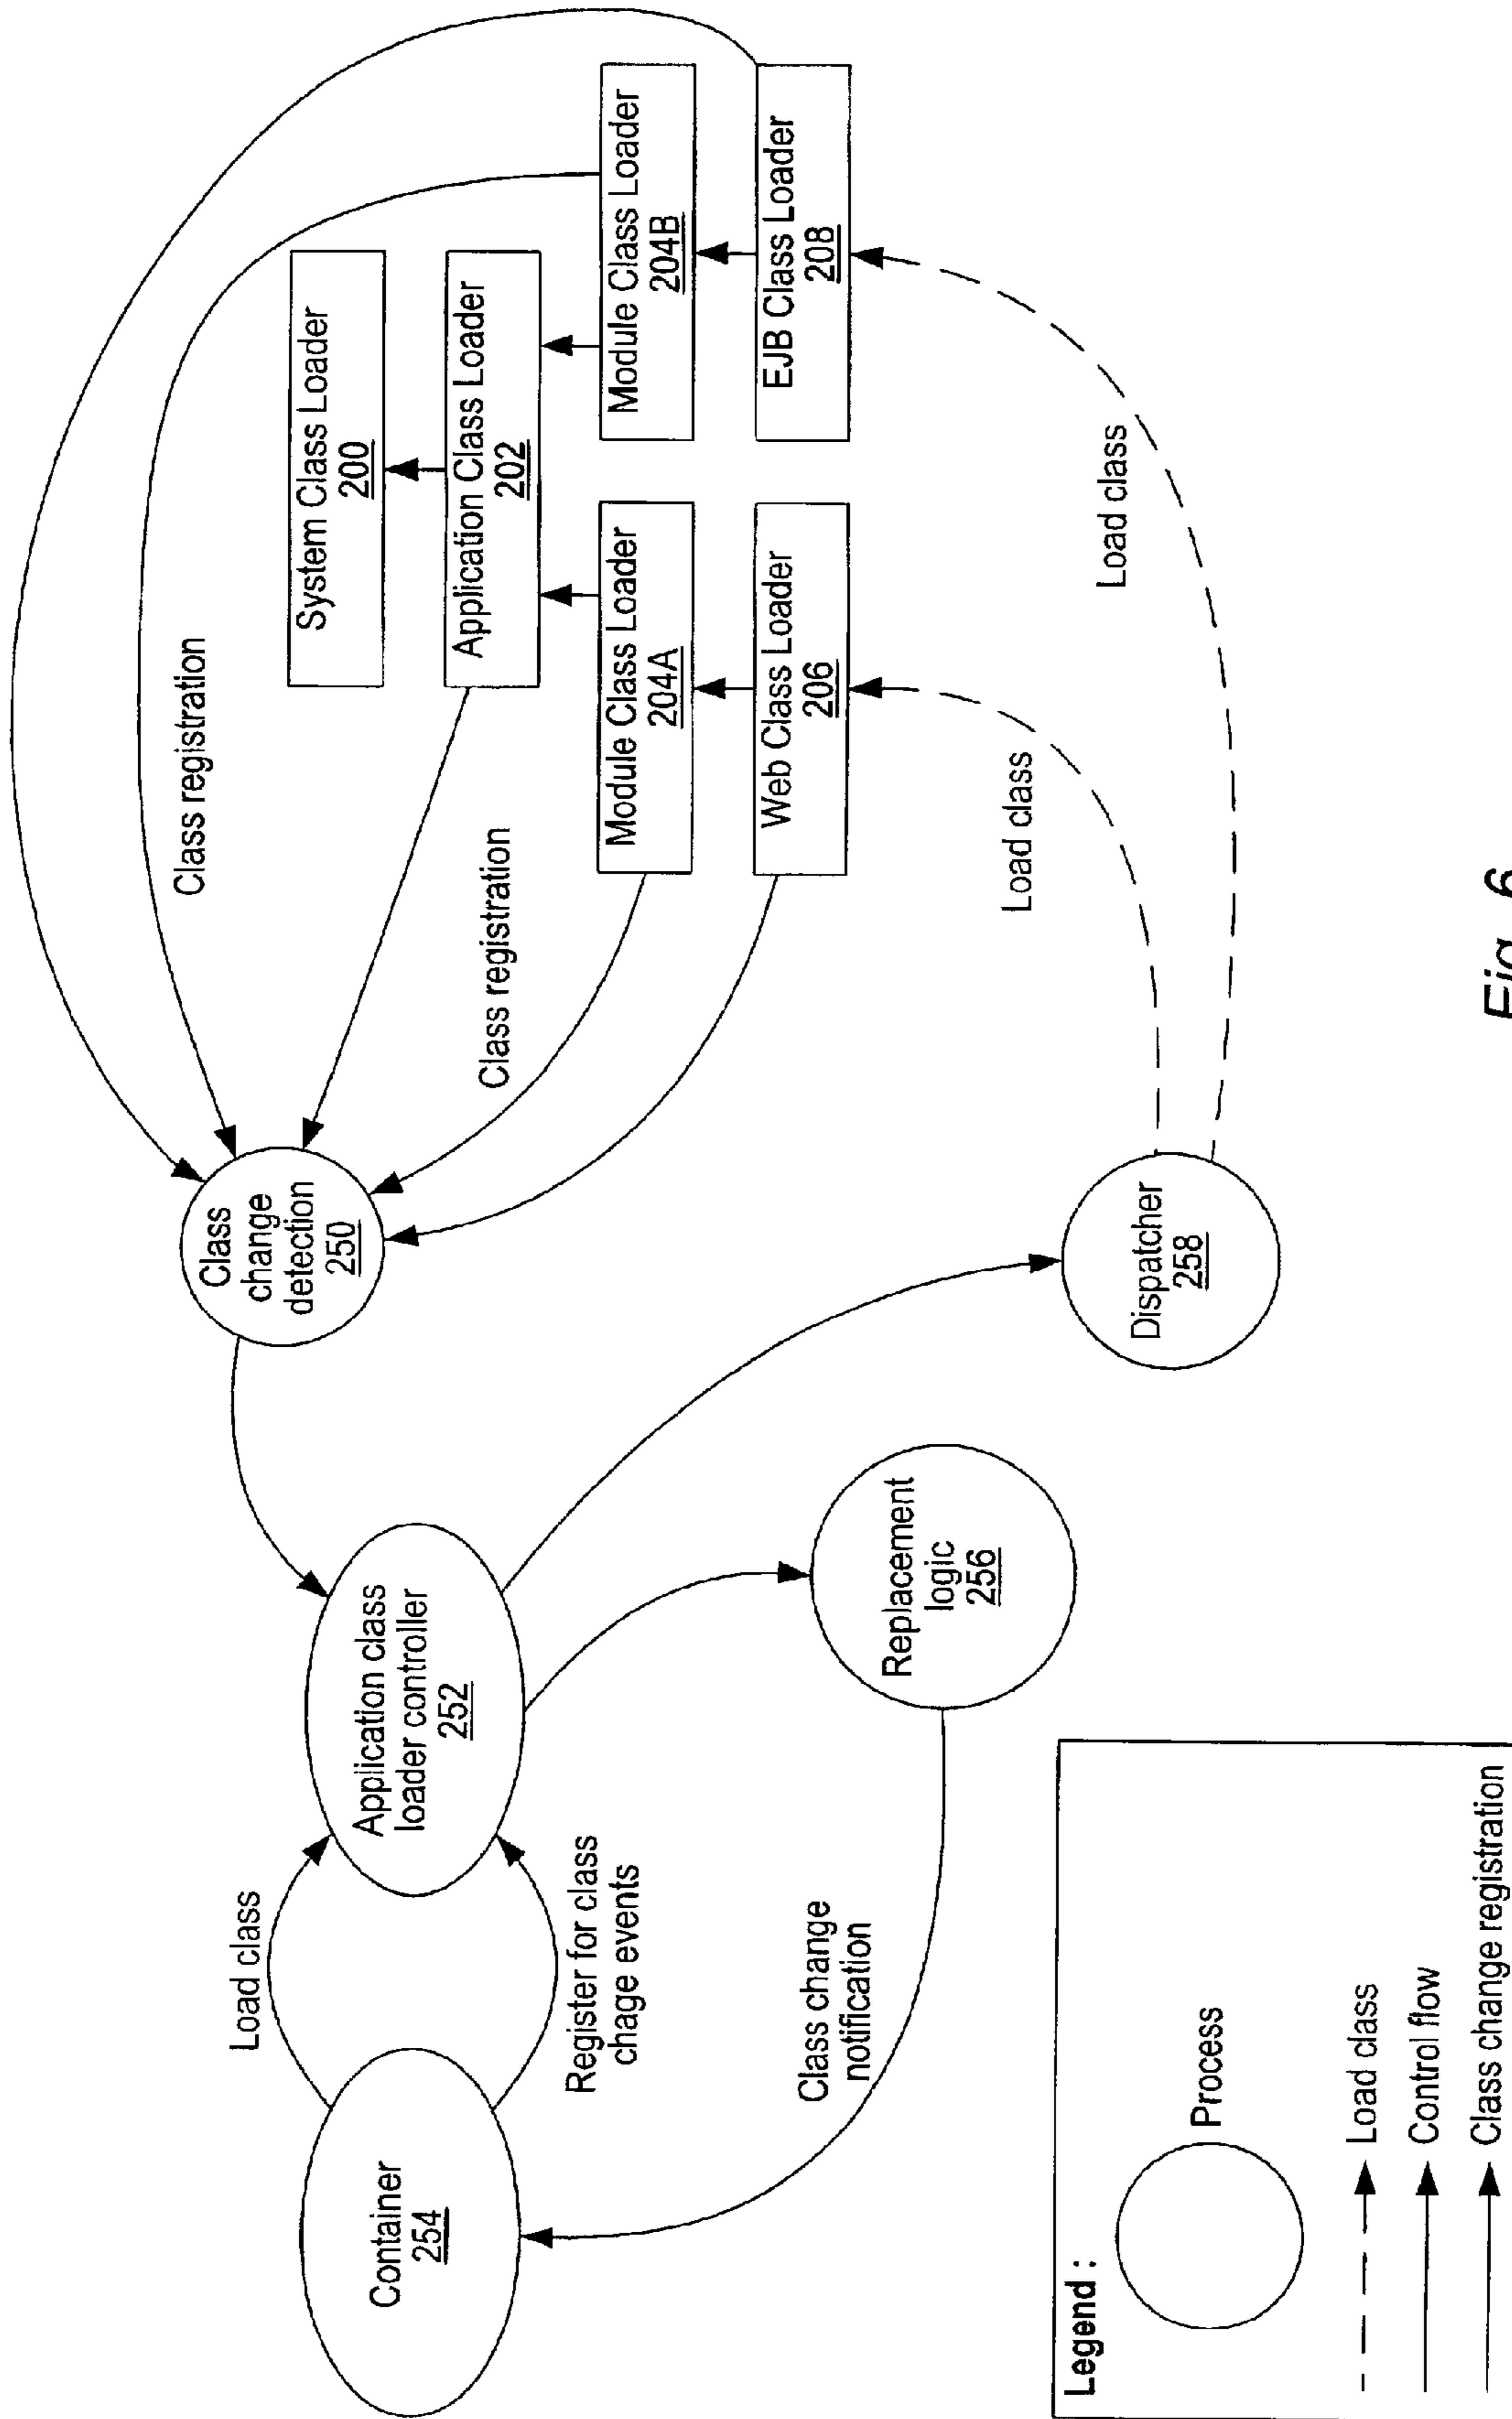 Container
254
Load class
Register for class
chage events
Application class
loader controller
252
Class
change
detection
250
Class registration
Class registration
System Class Loader
200
Application Class Loader
202
Module Class Loader
204A
Module Class Loader
204B
Web Class Loader
206
EJB Class Loader
208
Load class
Load class
Dispatcher
258
Replacement
logic
256
Class change
notification
Legend :
Process
Load class
Control flow
Class change registration
Fig. 6